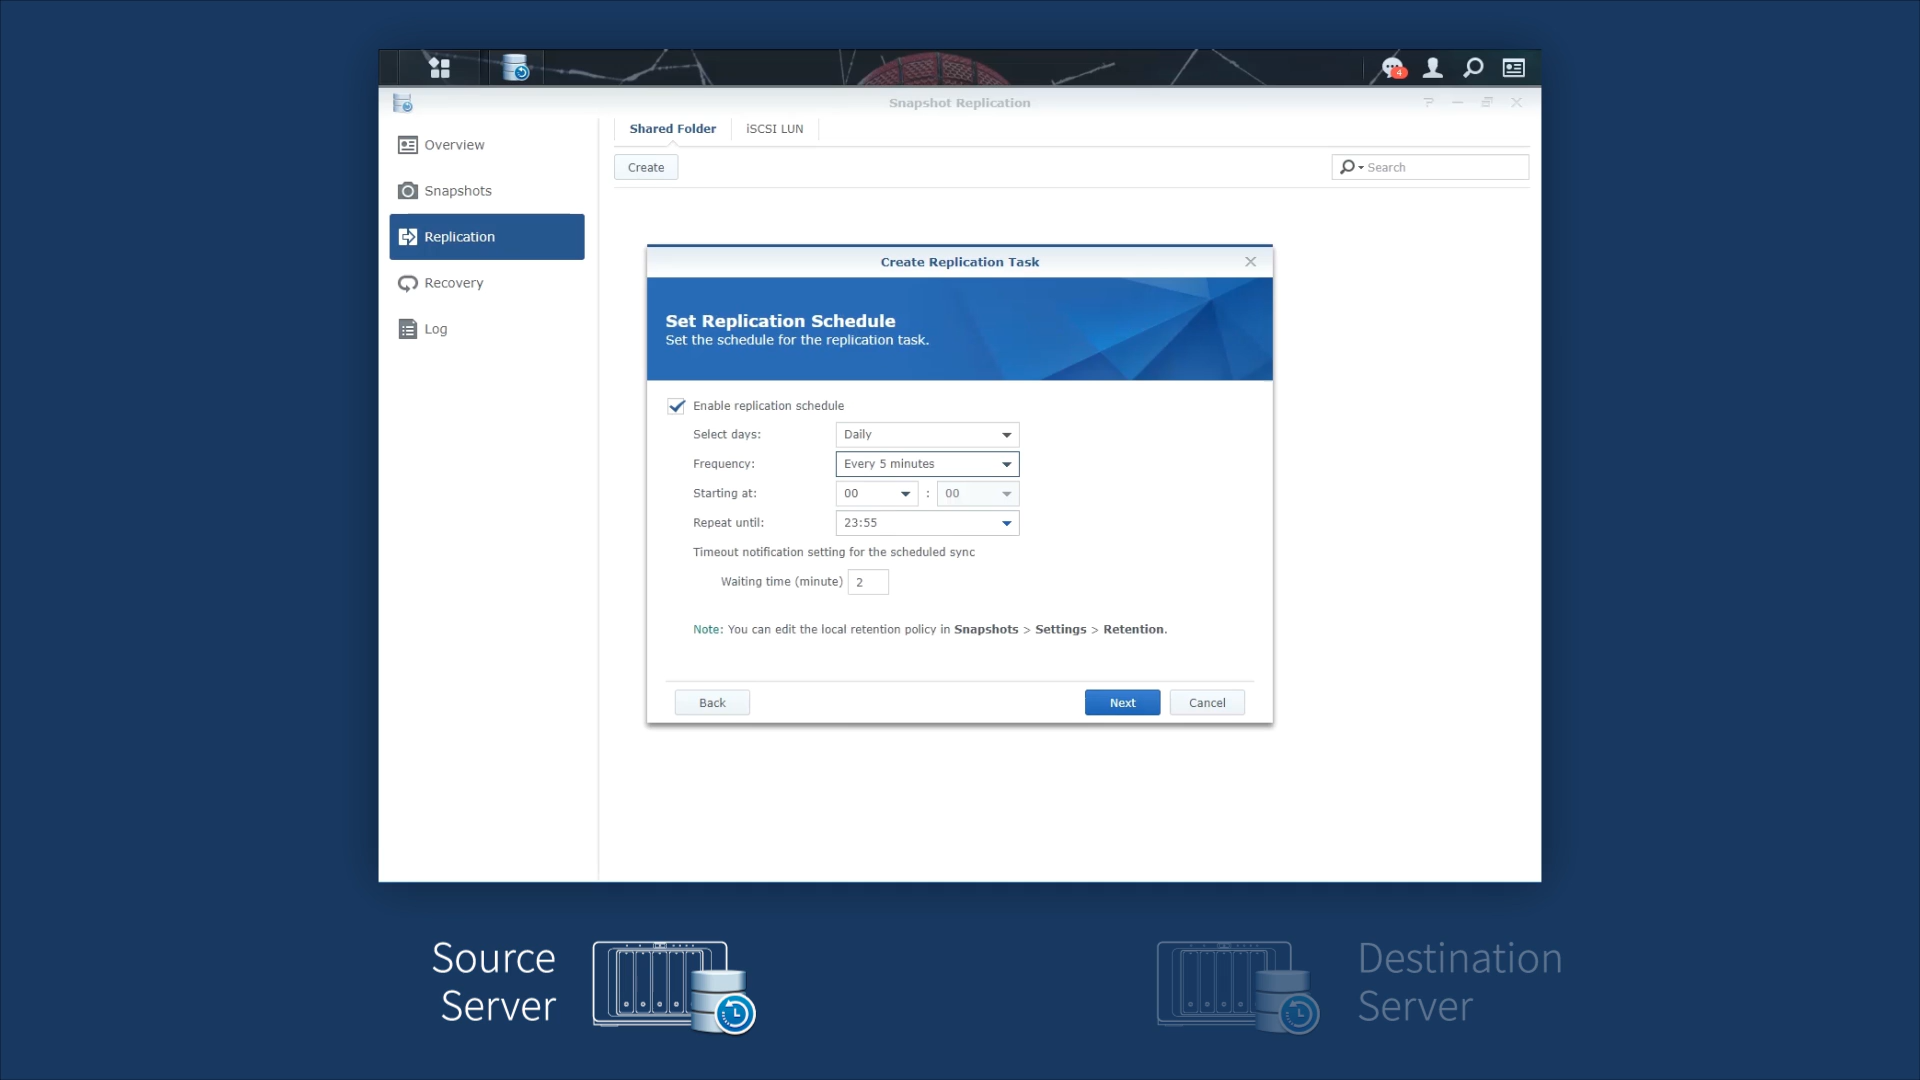 4
Snapshot Replication
Overview
Snapshots
Replication
Recovery
Log
Shared Folder
iSCSI LUN
Create
Search
Create Replication Task
Set Replication Schedule
Set the schedule for the replication task.
Enable replication schedule
Select days: Daily
Frequency: Every 5 minutes
Starting at: 00 : 00
Repeat until: 23:55
Timeout notification setting for the scheduled sync
Waiting time (minute) 2
Note: You can edit the local retention policy in Snapshots > Settings > Retention.
Back
Next
Cancel
Source
Server
Destination
Server